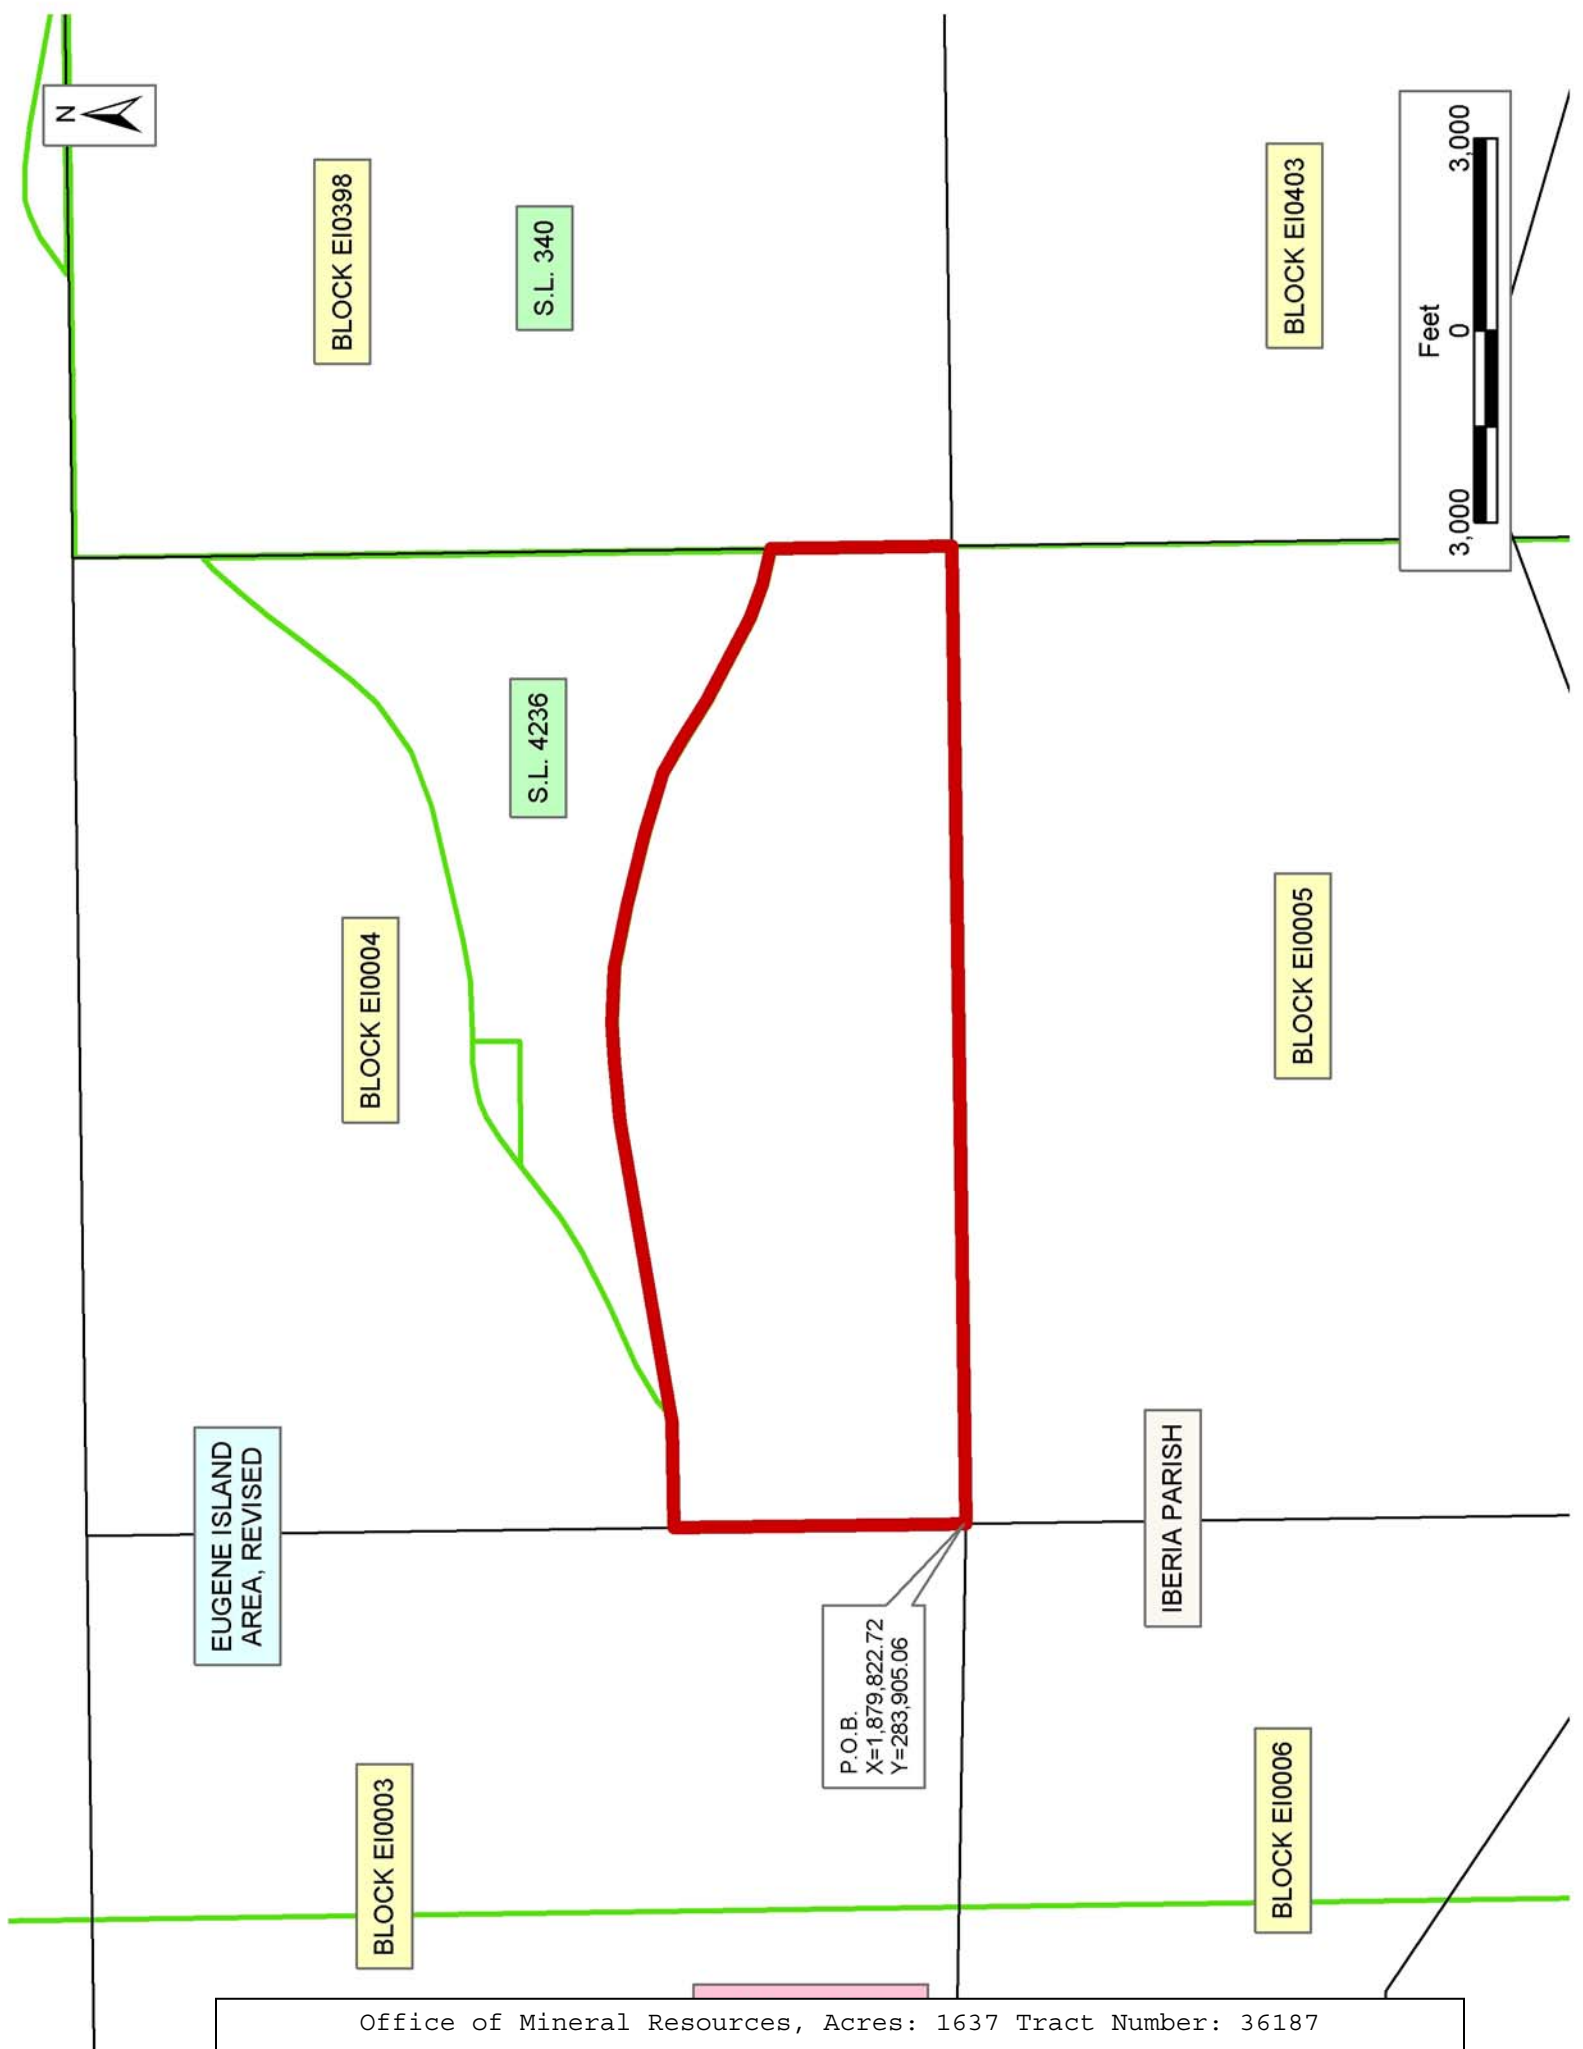 N
BLOCK EI0398
S.L. 340
BLOCK EI0403
Feet
3,000 0 3,000
BLOCK EI0004
S.L. 4236
BLOCK EI0005
EUGENE ISLAND
AREA, REVISED
IBERIA PARISH
P.O.B.
X=1,879,822.72
Y=283,905.06
BLOCK EI0003
BLOCK EI0006
Office of Mineral Resources, Acres: 1637 Tract Number: 36187